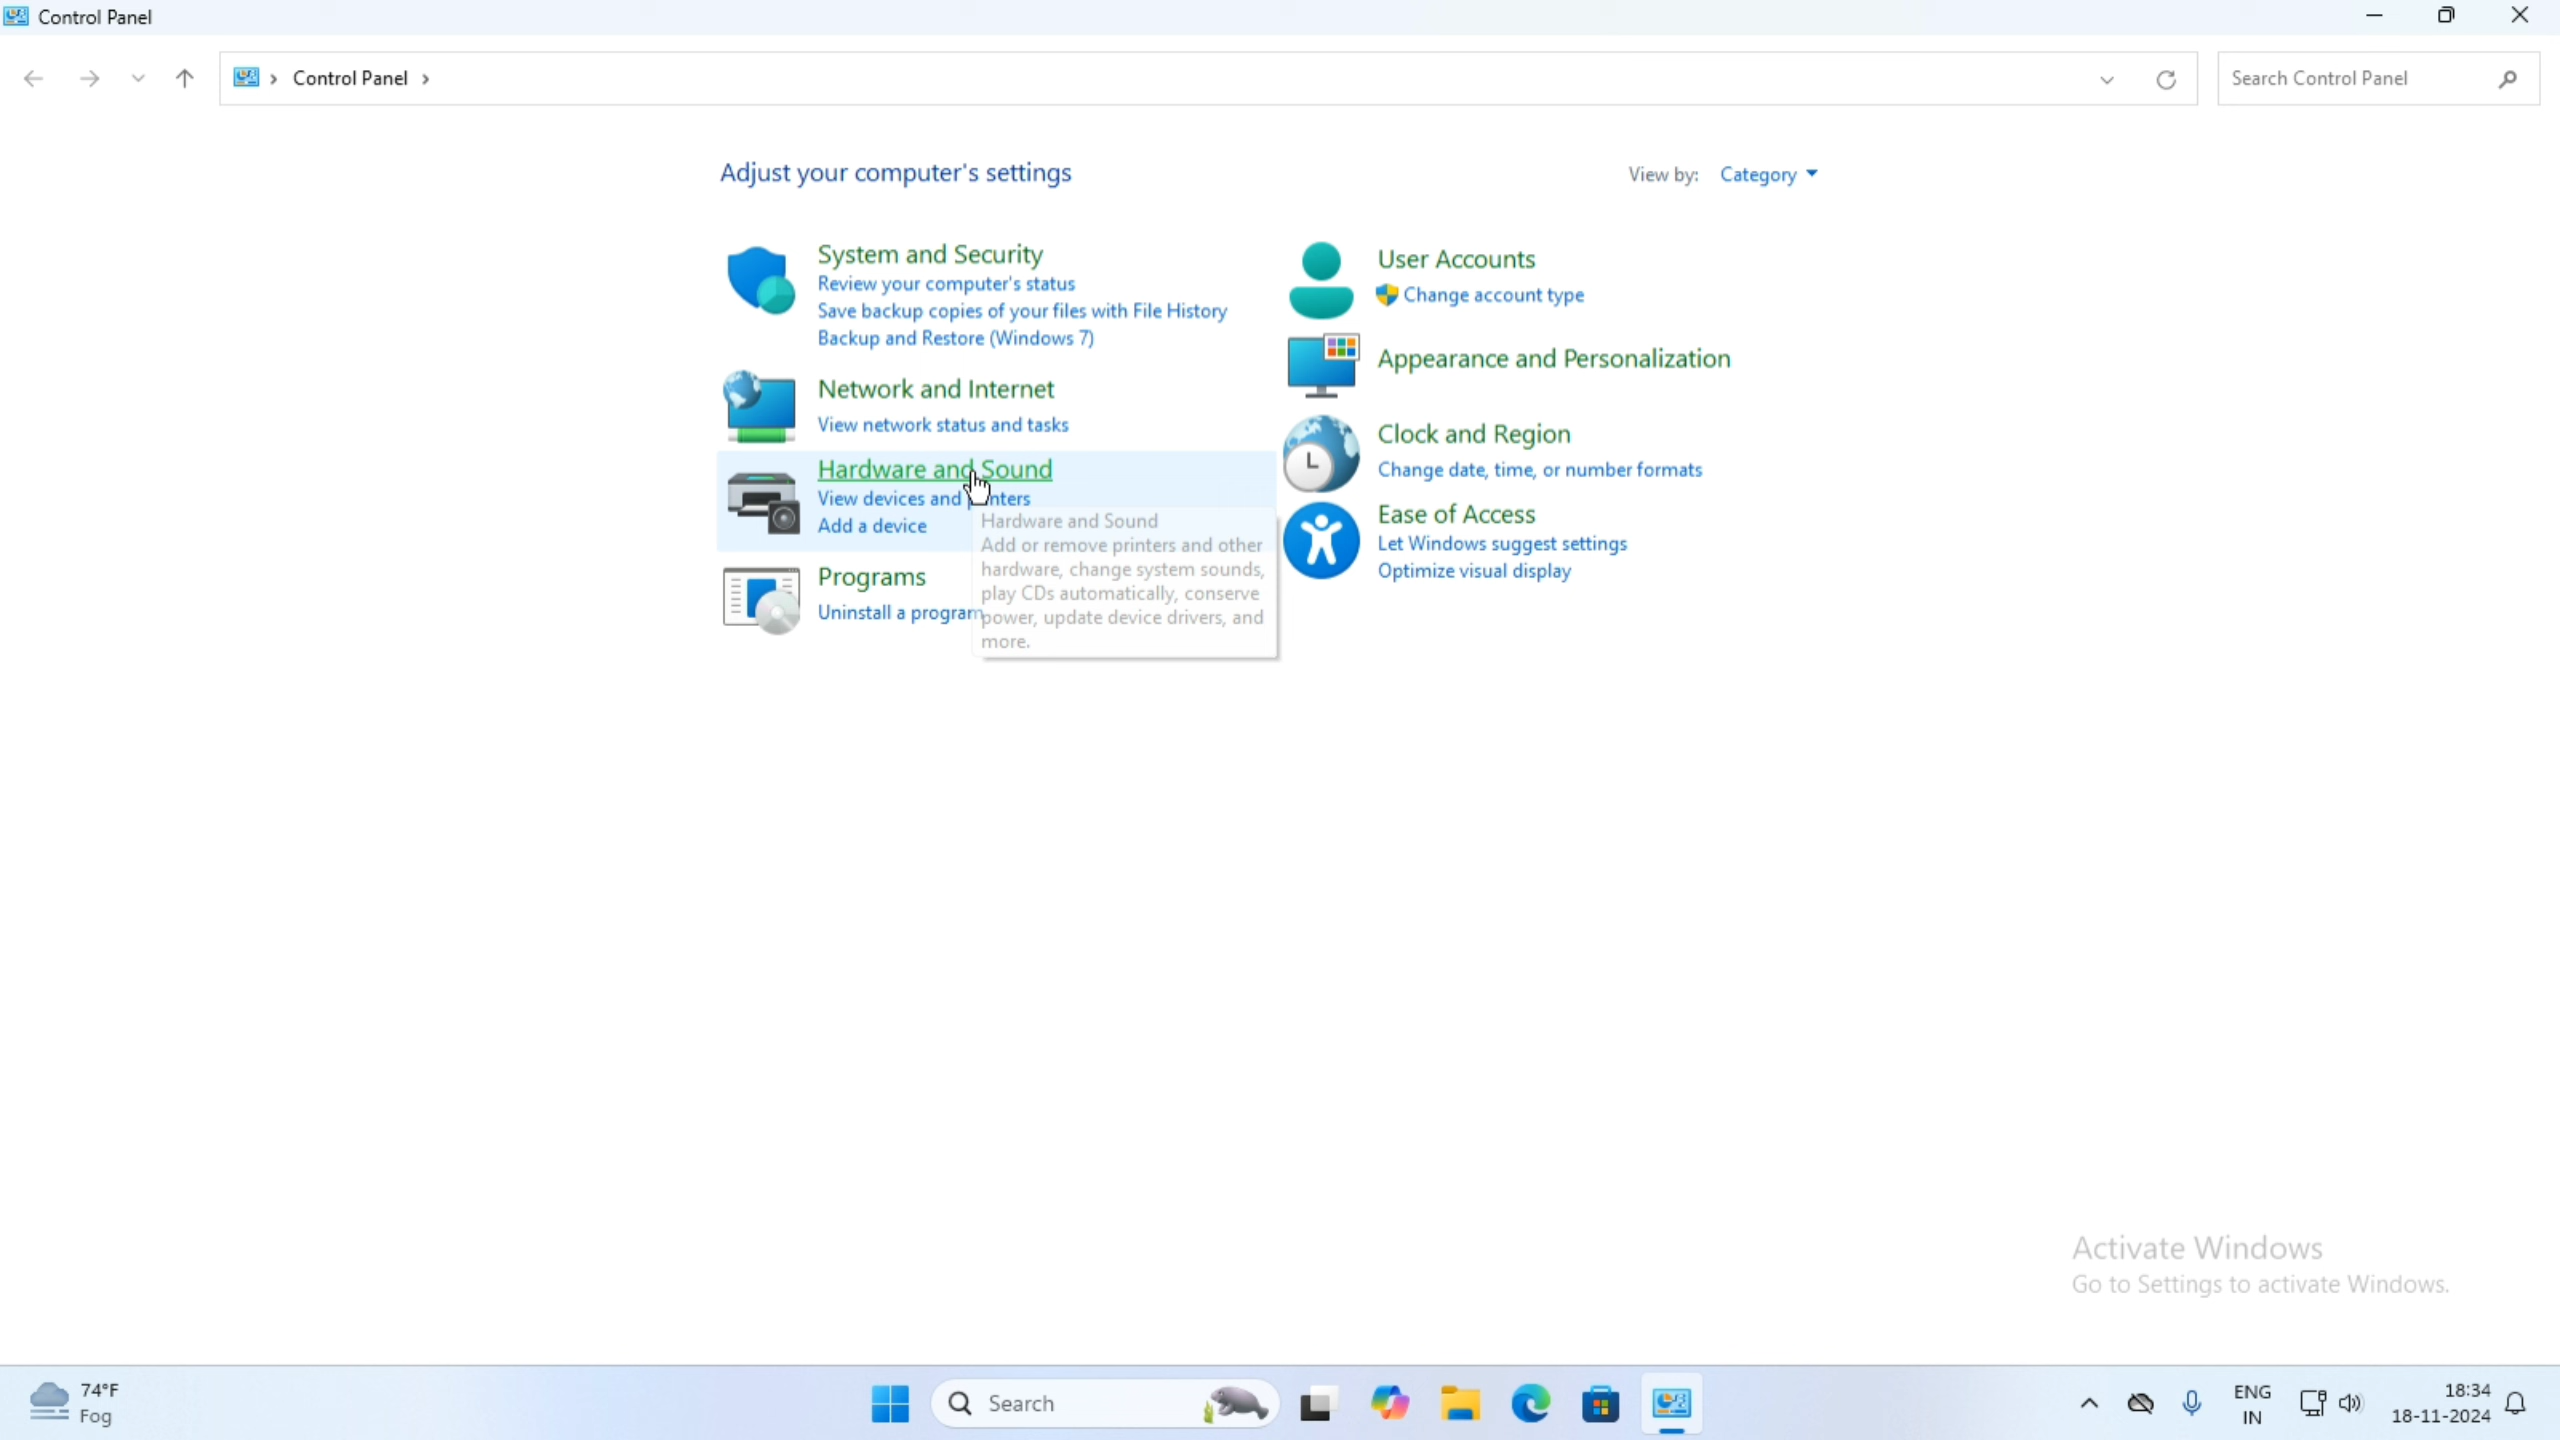 Control Panel
Control Panel
Search Control Panel
Adjust your computer's settings
View by: Category
System and Security
Review your computer's status
Save backup copies of your files with File History
Backup and Restore (Windows 7)
Network and Internet
View network status and tasks
Hardware and Sound
View devices and
Add a device
Hardware and Sound
Add or remove printers and other
hardware, change system sounds,
play CDs automatically, conserve
power, update device drivers, and
more.
Programs
Uninstall a program
User Accounts
Change account type
Appearance and Personalization
Clock and Region
Change date, time, or number formats
Ease of Access
Let Windows suggest settings
Optimize visual display
Activate Windows
Go to Settings to activate Windows.
74°F
Fog
Search
ENG
IN
18:34
18-11-2024